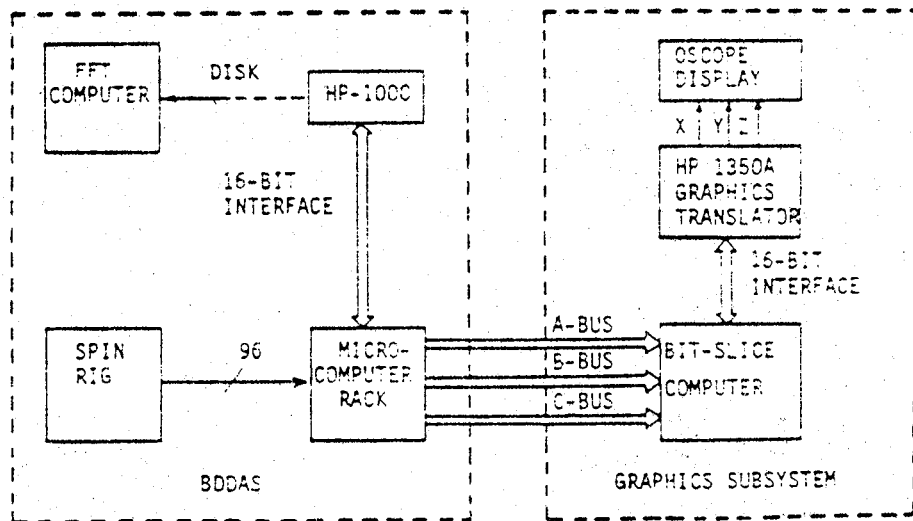 FFT
COMPUTER
DISK
HP-1000
16-BIT
INTERFACE
SPIN
RIG
96
MICRO-
COMPUTER
RACK
BDDAS
OSCOPE
DISPLAY
X Y Z
HP 1350A
GRAPHICS
TRANSLATOR
16-BIT
INTERFACE
A-BUS
B-BUS
C-BUS
BIT-SLICE
COMPUTER
GRAPHICS SUBSYSTEM